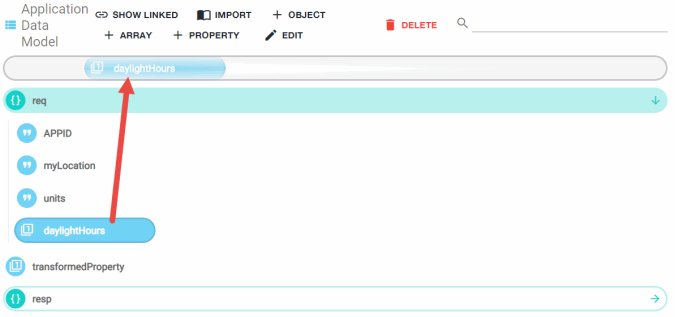 Application
Data
Model
SHOW LINKED IMPORT OBJECT
ARRAY PROPERTY EDIT
DELETE
daylightHours
req
APPID
myLocation
units
daylightHours
transformedProperty
resp